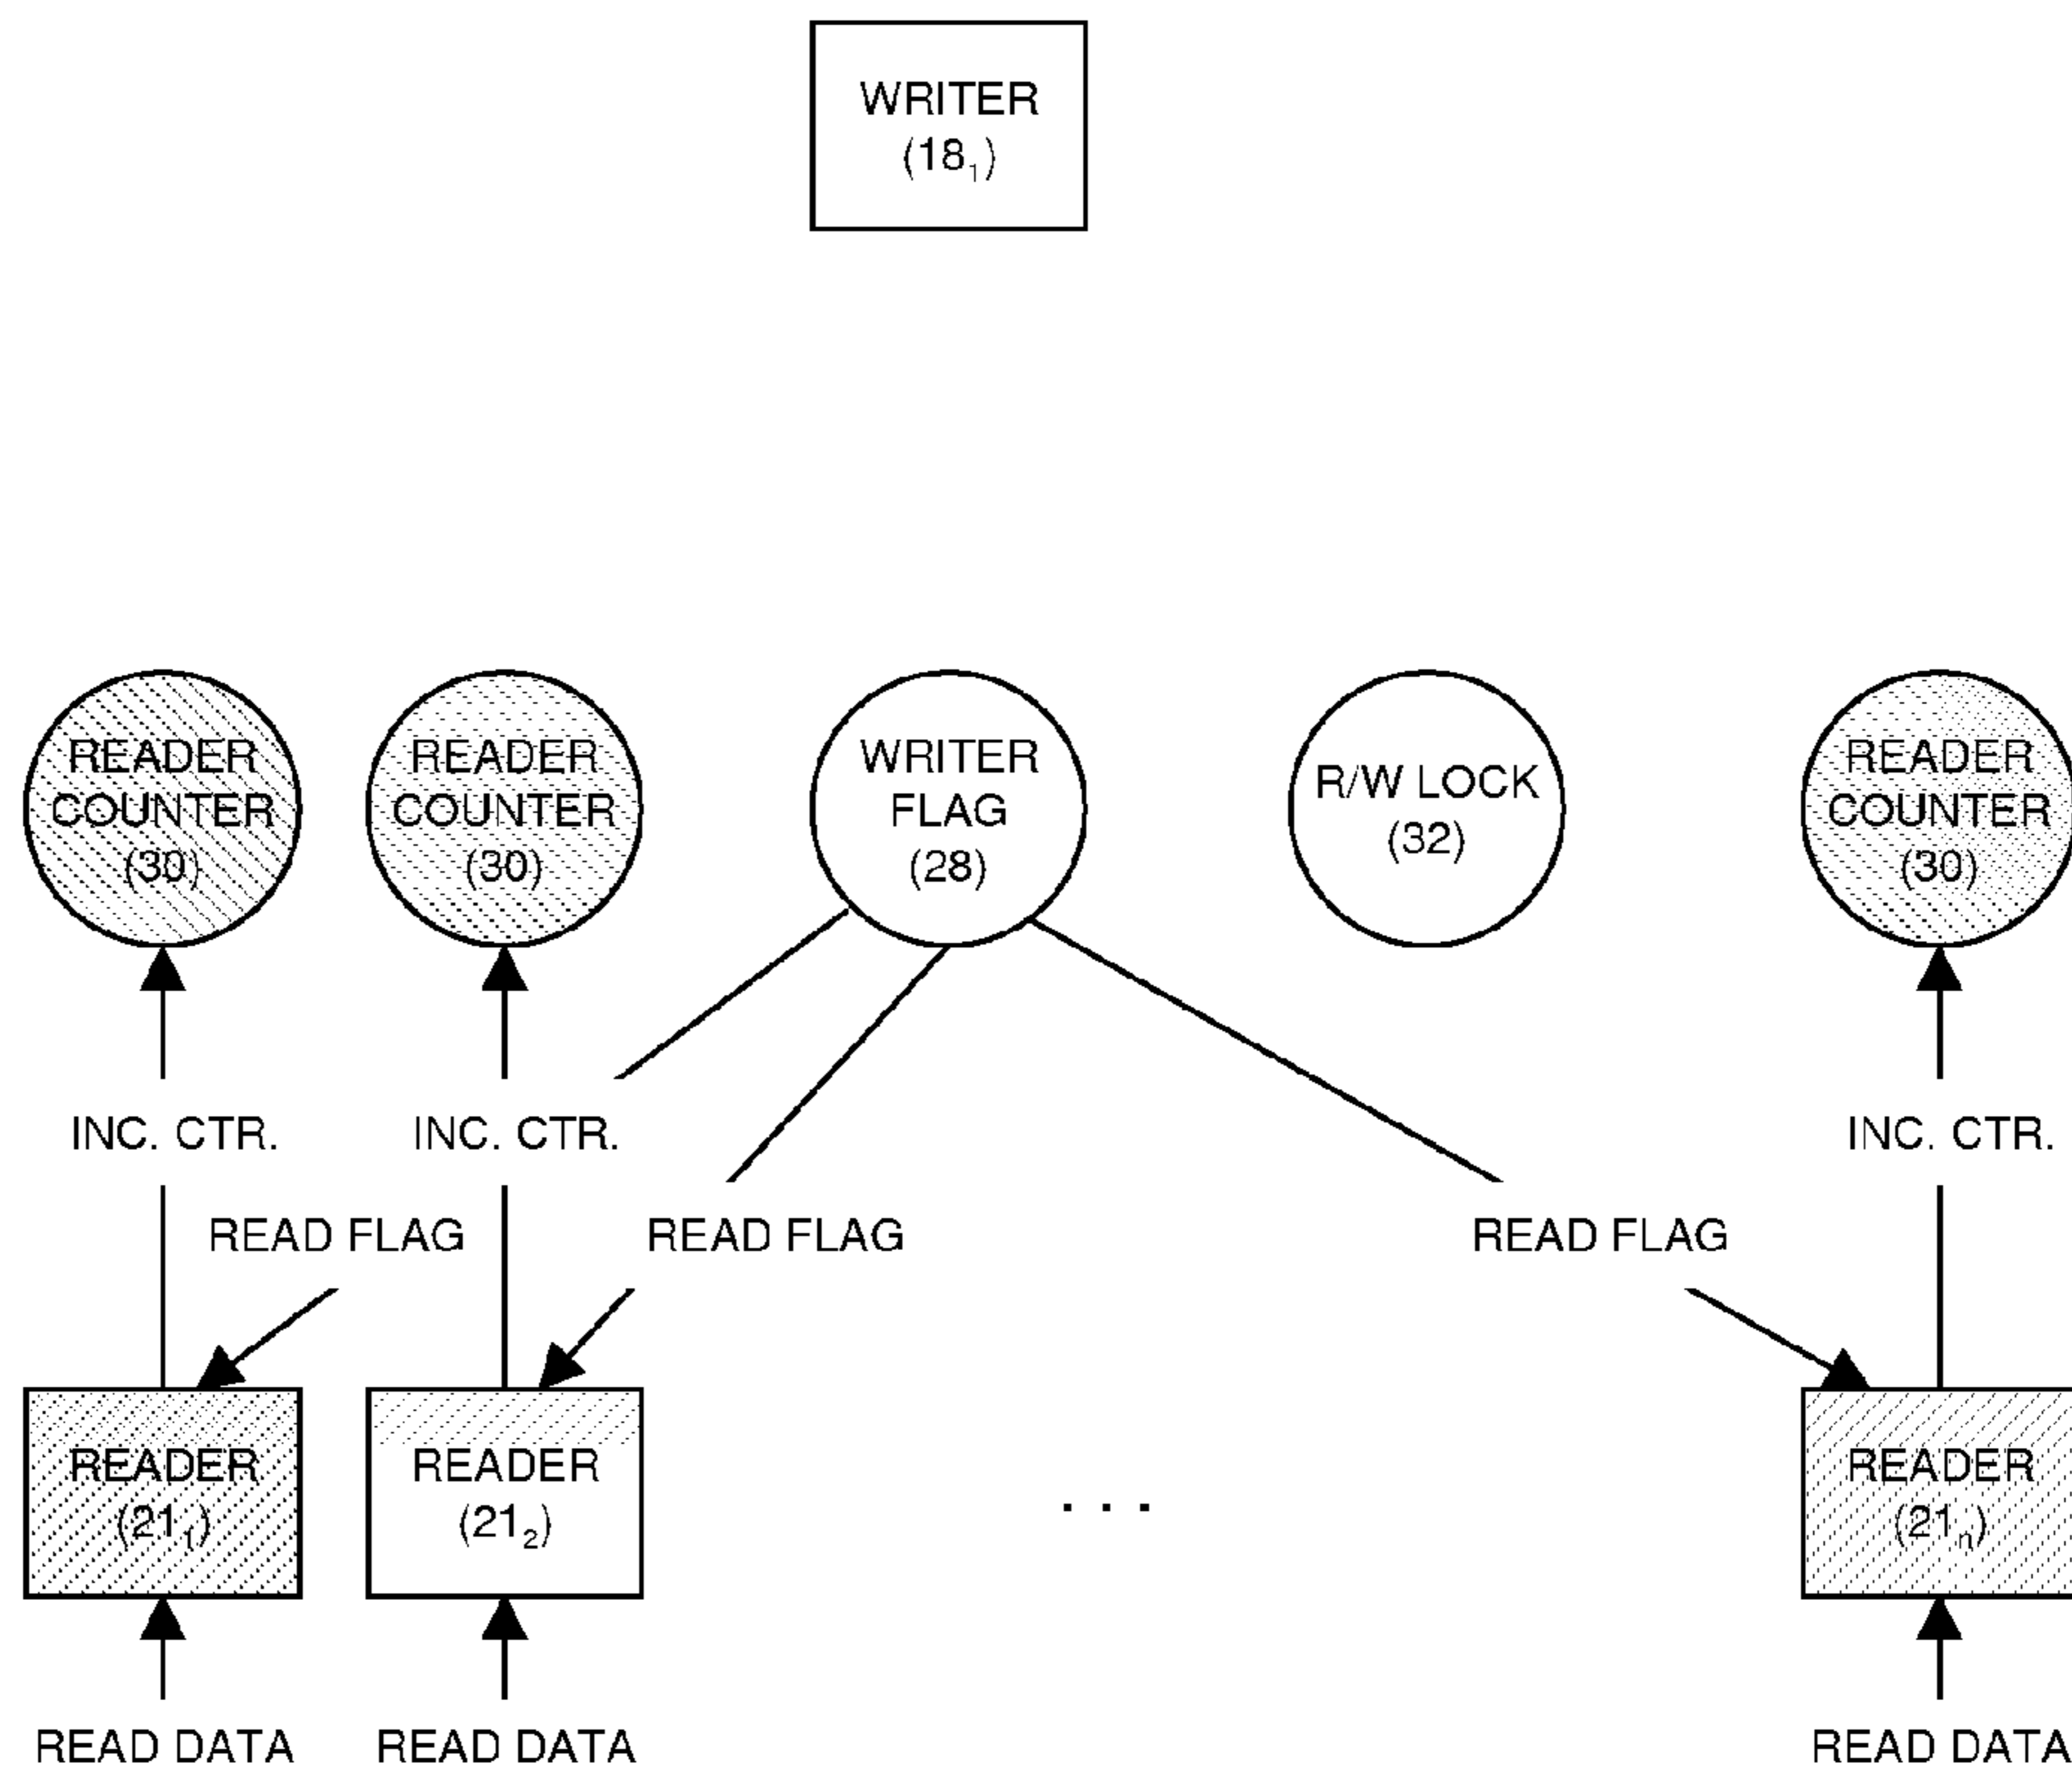 WRITER
(18₁)
READER
COUNTER
(30)
READER
COUNTER
(30)
WRITER
FLAG
(28)
R/W LOCK
(32)
READER
COUNTER
(30)
INC. CTR.
INC. CTR.
INC. CTR.
READ FLAG
READ FLAG
READ FLAG
READER
(21₁)
READER
(21₂)
. . .
READER
(21ₙ)
READ DATA
READ DATA
READ DATA